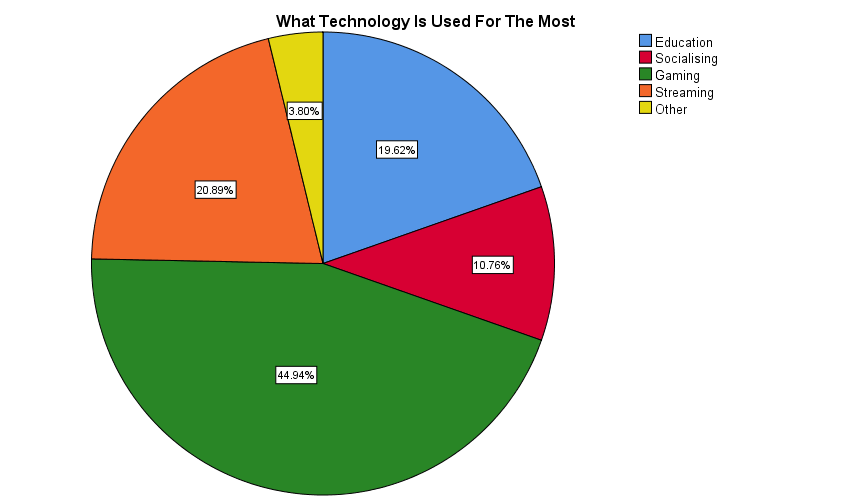 What Technology Is Used For The Most
Education
Socialising
Gaming
Streaming
Other
3.80%
19.62%
20.89%
10.76%
44.94%